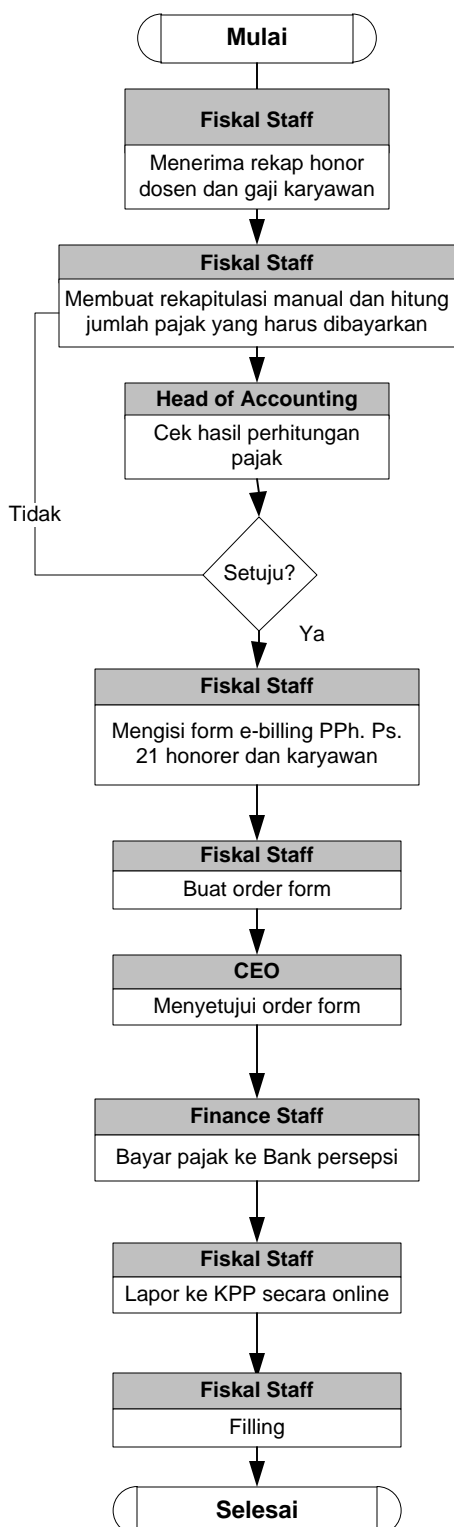 Mulai
Fiskal Staff
Menerima rekap honor
dosen dan gaji karyawan
Fiskal Staff
Membuat rekapitulasi manual dan hitung
jumlah pajak yang harus dibayarkan
Head of Accounting
Cek hasil perhitungan
pajak
Tidak
Setuju?
Ya
Fiskal Staff
Mengisi form e-billing PPh. Ps.
21 honorer dan karyawan
Fiskal Staff
Buat order form
CEO
Menyetujui order form
Finance Staff
Bayar pajak ke Bank persepsi
Fiskal Staff
Lapor ke KPP secara online
Fiskal Staff
Filling
Selesai